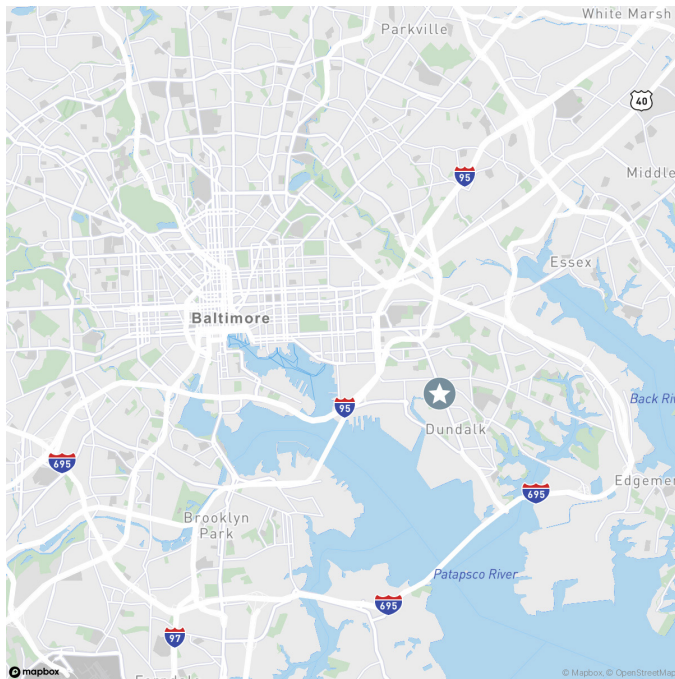 White Marsh
Parkville
40
95
Middle
Essex
Baltimore
Back Riv
95
Dundalk
695
695
Edgemer
Brooklyn
Park
Patapsco River
695
97
mapbox
© Mapbox, © OpenStreetMap